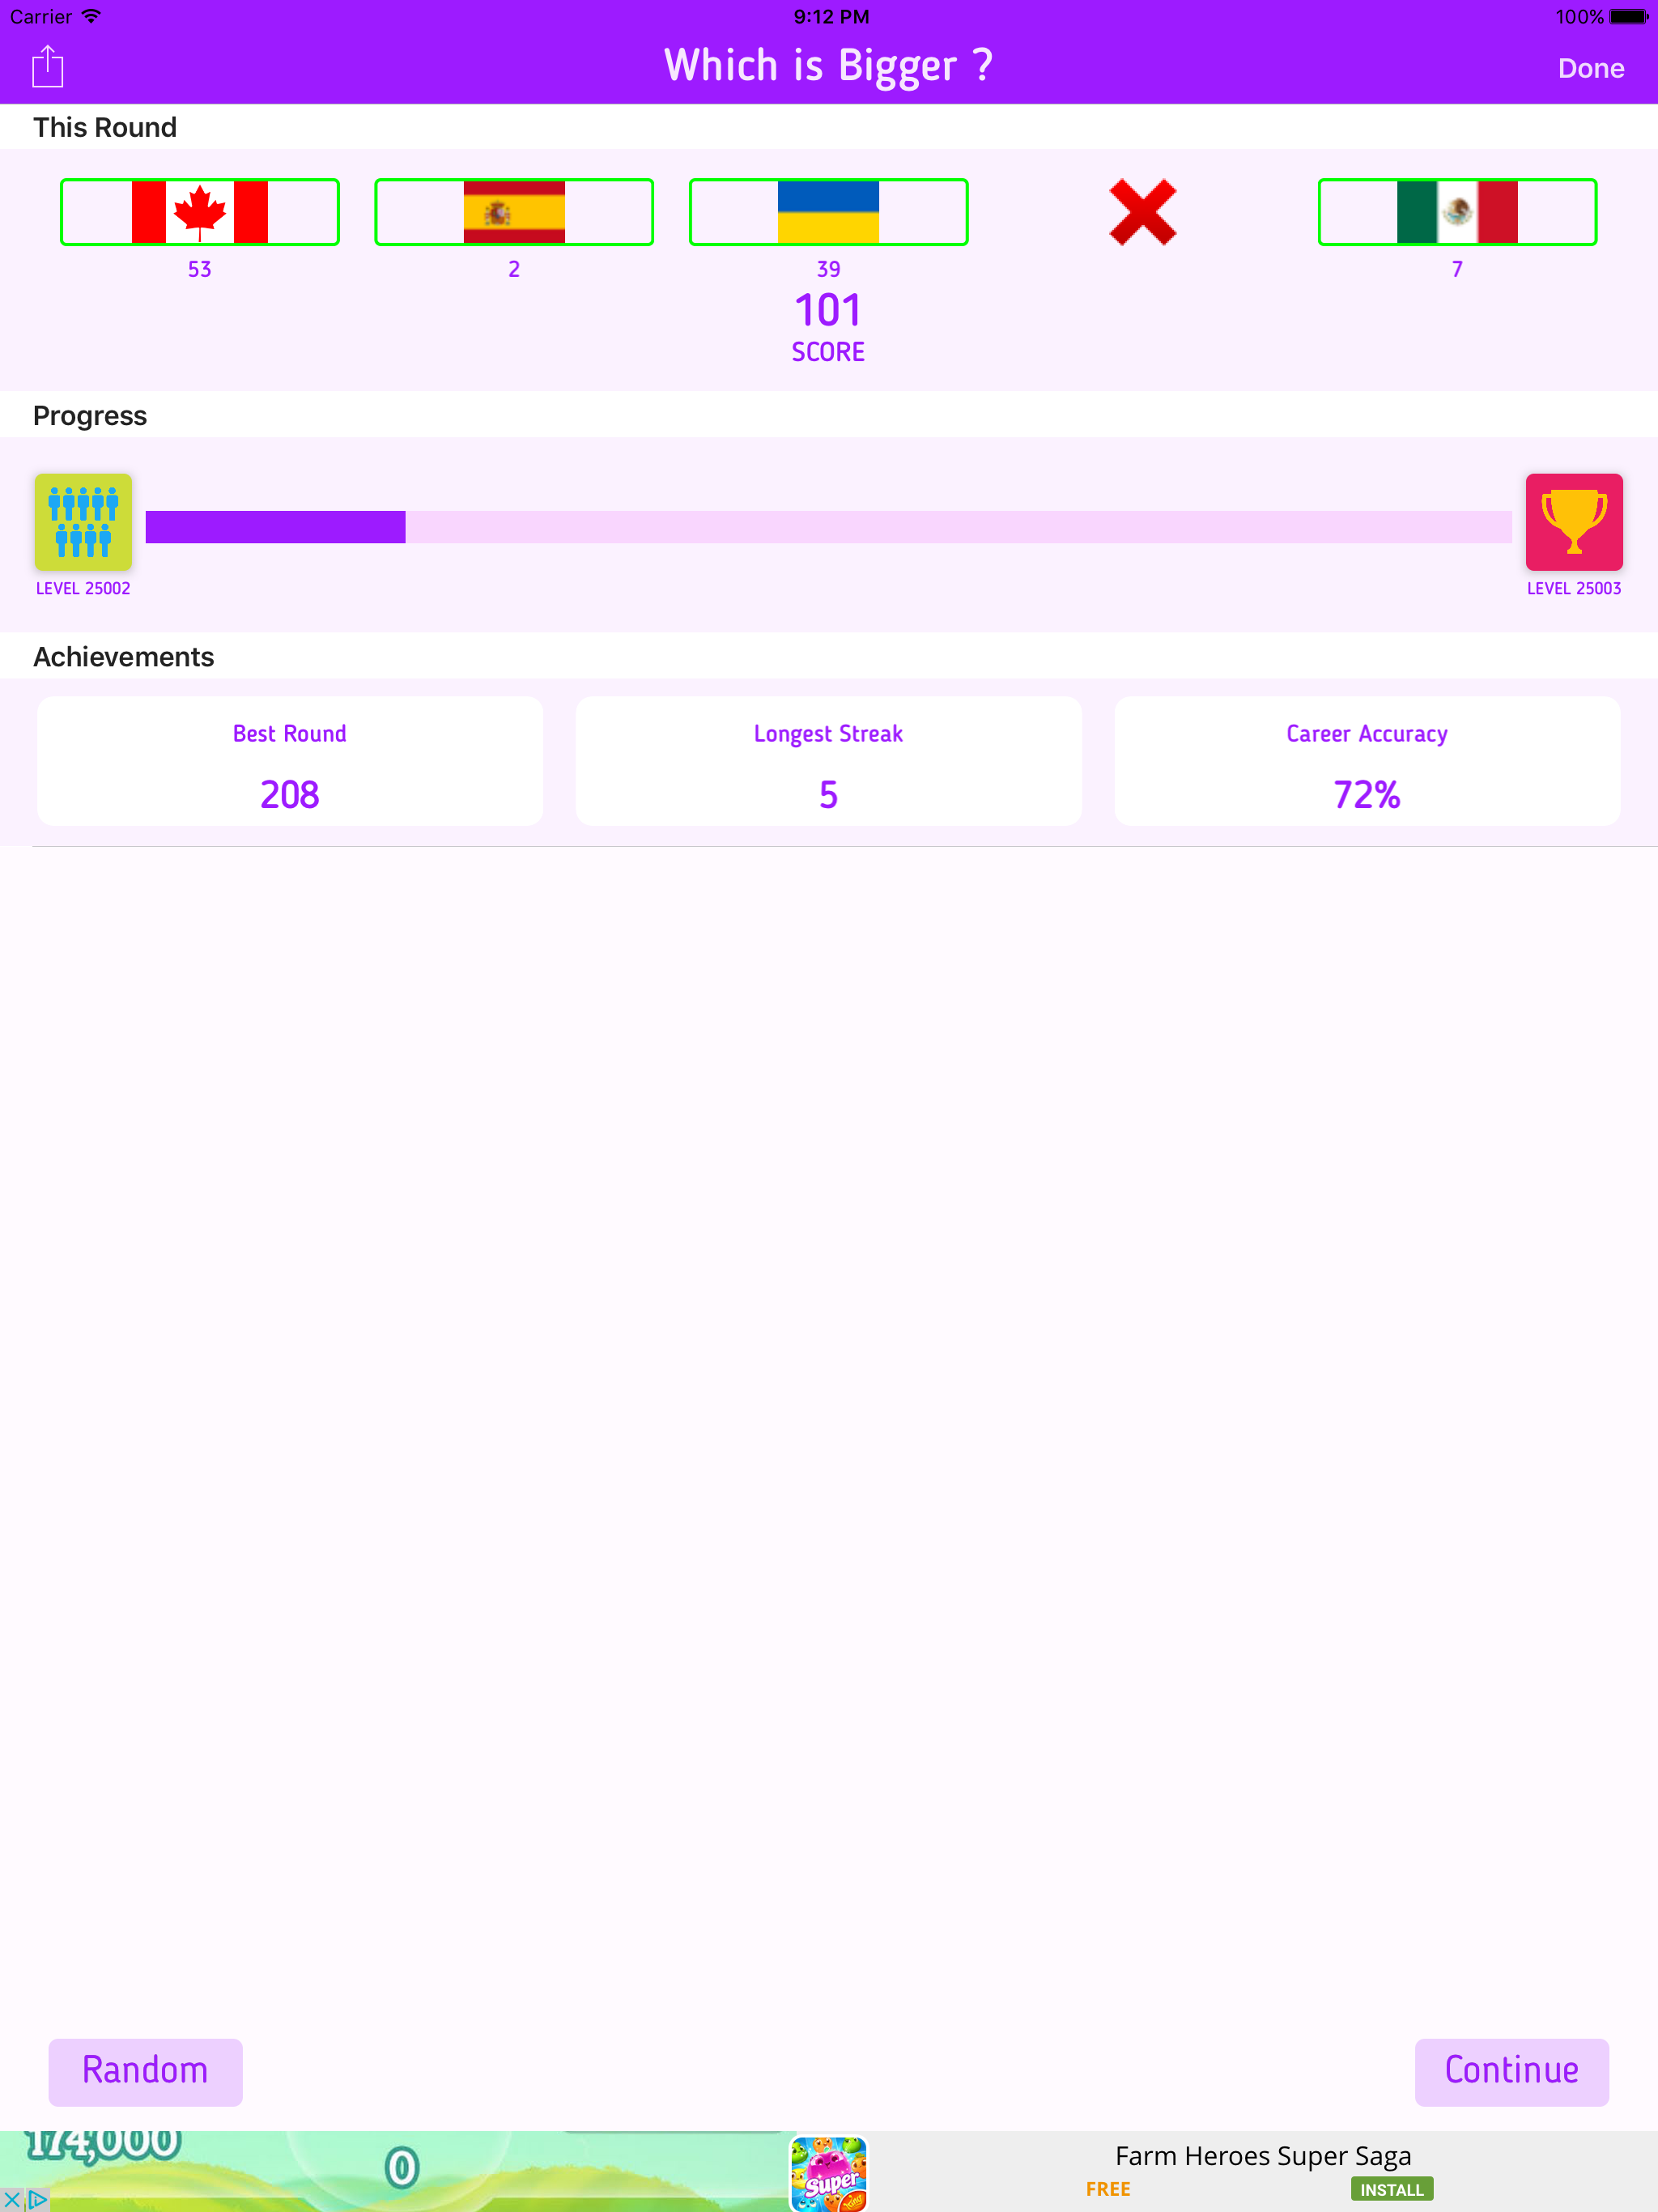 Carrier 9:12 PM 100%
Which is Bigger ?
Done
This Round
53 2 39 7
101
SCORE
Progress
LEVEL 25002 LEVEL 25003
Achievements
Best Round Longest Streak Career Accuracy
208 5 72%
Random Continue
174,000
0
Super
King
Farm Heroes Super Saga
FREE INSTALL